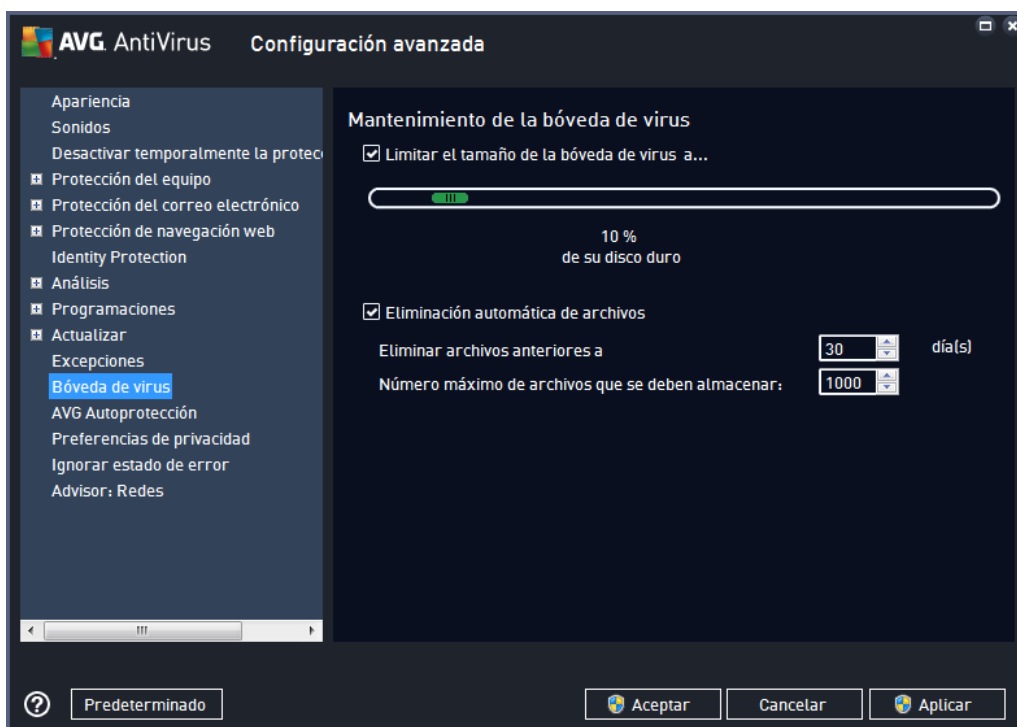 AVG. AntiVirus Configuración avanzada
Apariencia
Sonidos
Desactivar temporalmente la protec
Protección del equipo
Protección del correo electrónico
Protección de navegación web
Identity Protection
Análisis
Programaciones
Actualizar
Excepciones
Bóveda de virus
AVG Autoprotección
Preferencias de privacidad
Ignorar estado de error
Advisor: Redes
Mantenimiento de la bóveda de virus
Limitar el tamaño de la bóveda de virus a...
10 %
de su disco duro
Eliminación automática de archivos
Eliminar archivos anteriores a 30 día(s)
Número máximo de archivos que se deben almacenar: 1000
? Predeterminado Aceptar Cancelar Aplicar